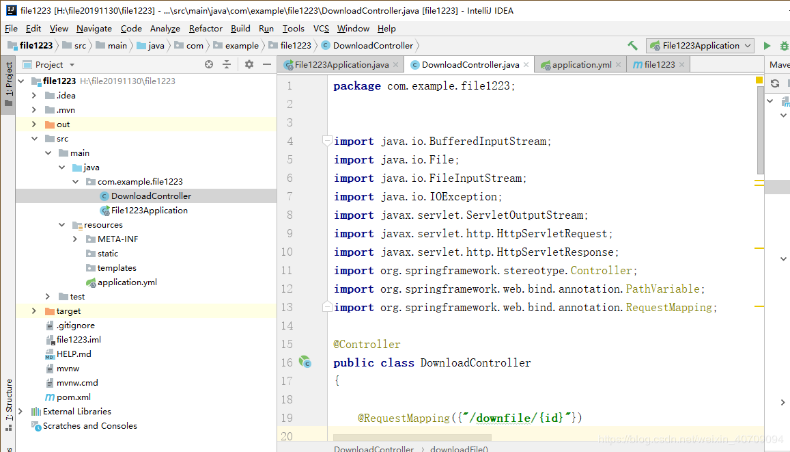 file1223 [H:\file20191130\file1223] - ...\src\main\java\com\example\file1223\DownloadController.java [file1223] - IntelliJ IDEA
File Edit View Navigate Code Analyze Refactor Build Run Tools VCS Window Help
file1223 src main java com example file1223 DownloadController File1223Application
1: Project
Project
File1223Application.java DownloadController.java application.yml file1223
Mave
file1223 H:\file20191130\file1223
.idea
.mvn
out
src
main
java
com.example.file1223
DownloadController
File1223Application
resources
META-INF
static
templates
application.yml
test
target
.gitignore
file1223.iml
HELP.md
mvnw
mvnw.cmd
pom.xml
External Libraries
Scratches and Consoles
7: Structure
1 package com.example.file1223;
2
3
4 import java.io.BufferedInputStream;
5 import java.io.File;
6 import java.io.FileInputStream;
7 import java.io.IOException;
8 import javax.servlet.ServletOutputStream;
9 import javax.servlet.http.HttpServletRequest;
10 import javax.servlet.http.HttpServletResponse;
11 import org.springframework.stereotype.Controller;
12 import org.springframework.web.bind.annotation.PathVariable;
13 import org.springframework.web.bind.annotation.RequestMapping;
14
15 @Controller
16 public class DownloadController
17 {
18
19 @RequestMapping({"/downfile/{id}"})
20
DownloadController downloadFile()